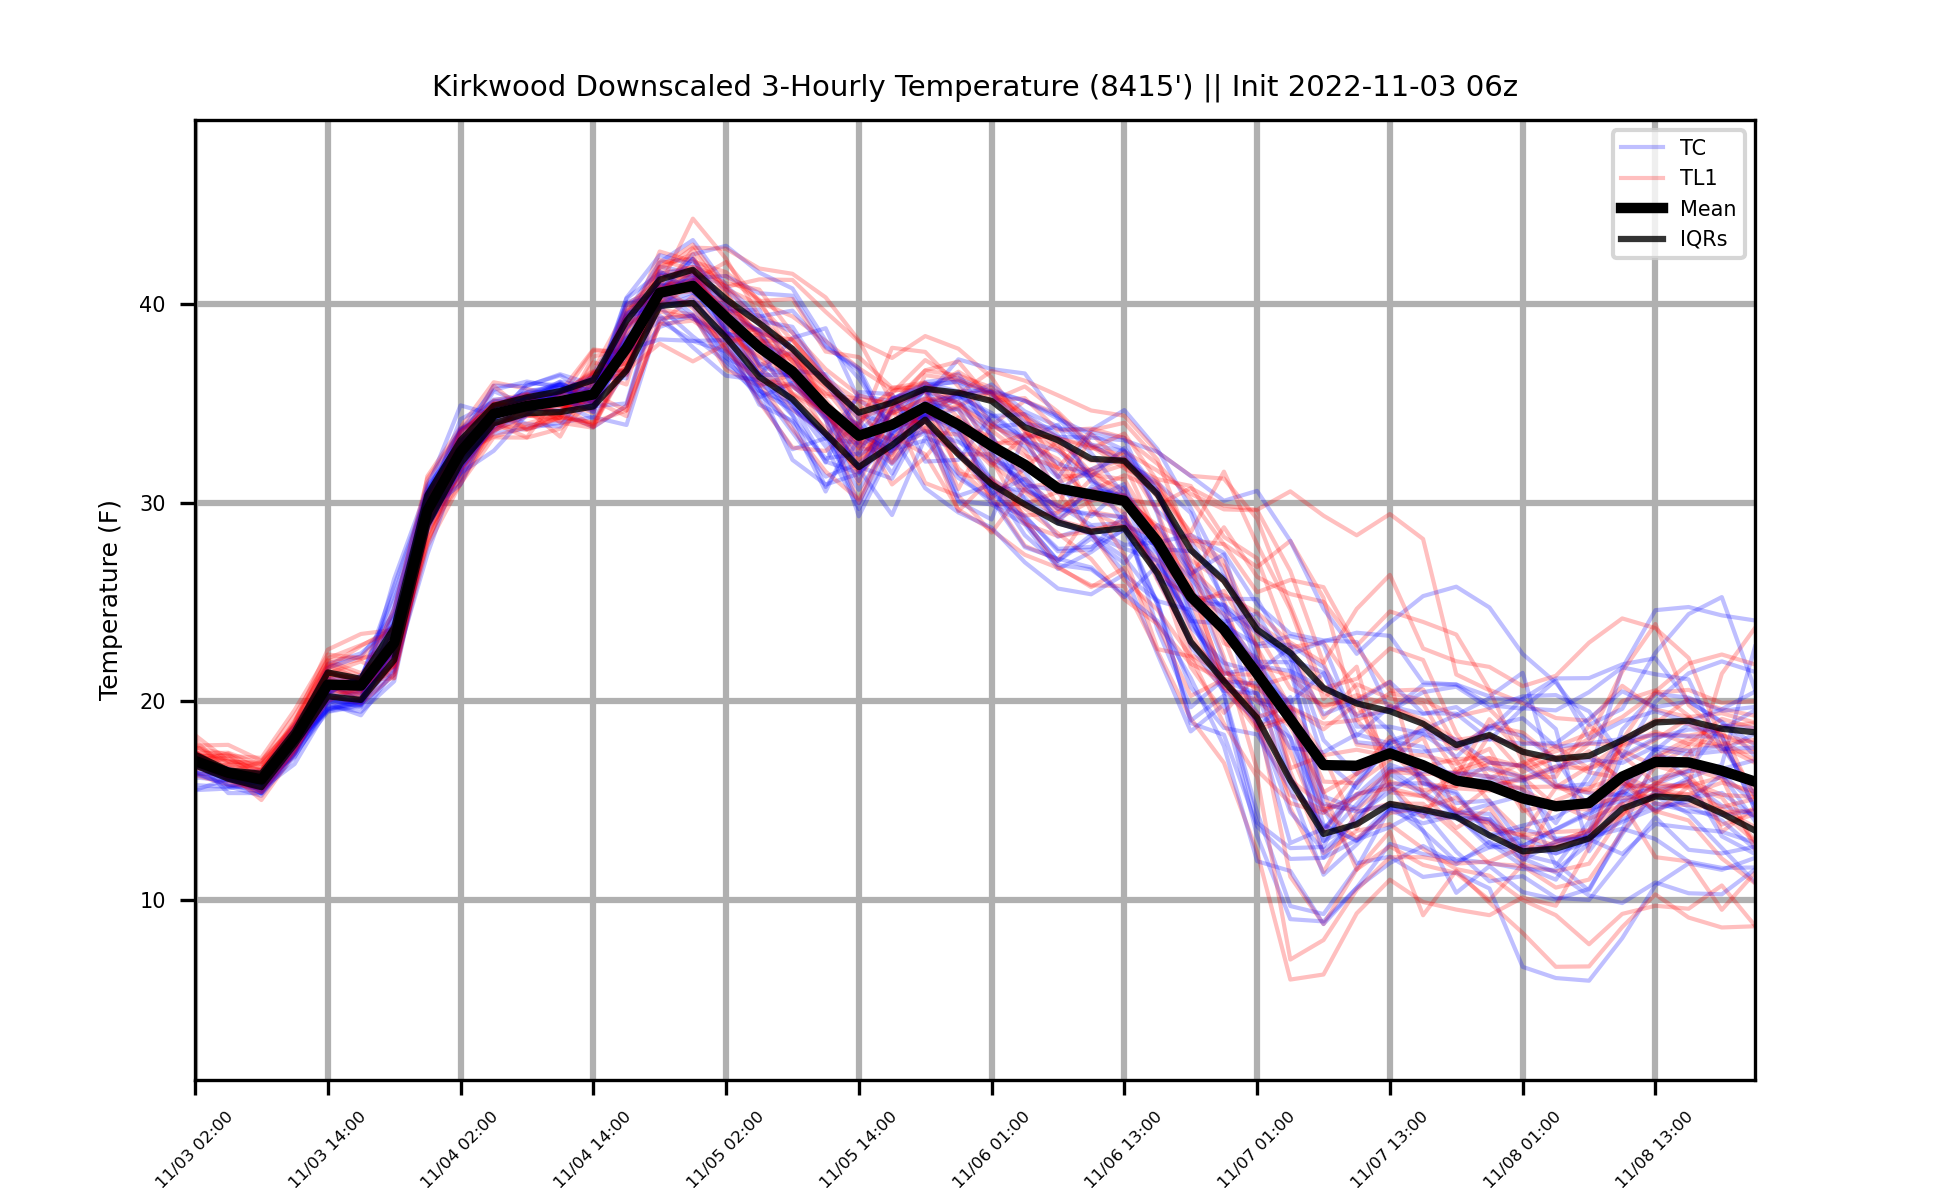 Kirkwood Downscaled 3-Hourly Temperature (8415') || Init 2022-11-03 06z
TC
TL1
Mean
IQRs
Temperature (F)
40
30
20
10
11/03 02:00
11/03 14:00
11/04 02:00
11/04 14:00
11/05 02:00
11/05 14:00
11/06 01:00
11/06 13:00
11/07 01:00
11/07 13:00
11/08 01:00
11/08 13:00